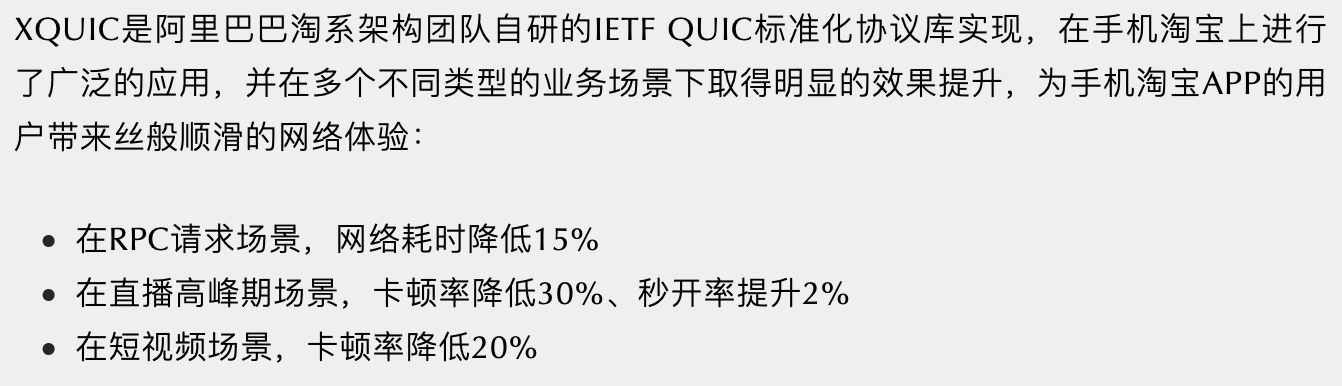 XQUIC是阿里巴巴淘系架构团队自研的IETF QUIC标准化协议库实现，在手机淘宝上进行
了广泛的应用，并在多个不同类型的业务场景下取得明显的效果提升，为手机淘宝APP的用
户带来丝般顺滑的网络体验：
• 在RPC请求场景，网络耗时降低15%
• 在直播高峰期场景，卡顿率降低30%、秒开率提升2%
• 在短视频场景，卡顿率降低20%